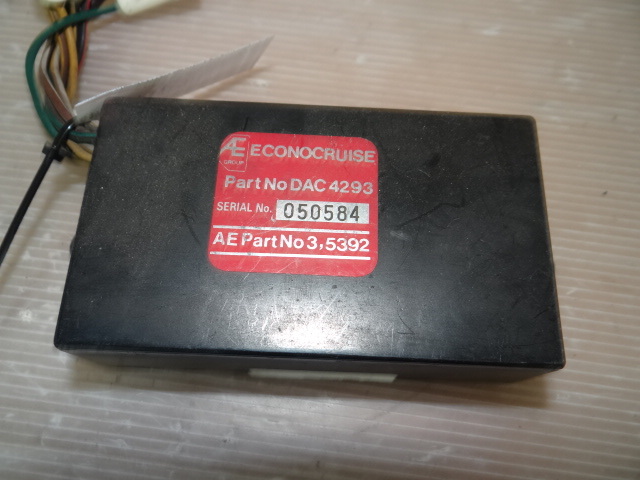 AE GROUP ECONOCRUISE
Part No DAC 4293
SERIAL No. 050584
AE Part No 3,5392